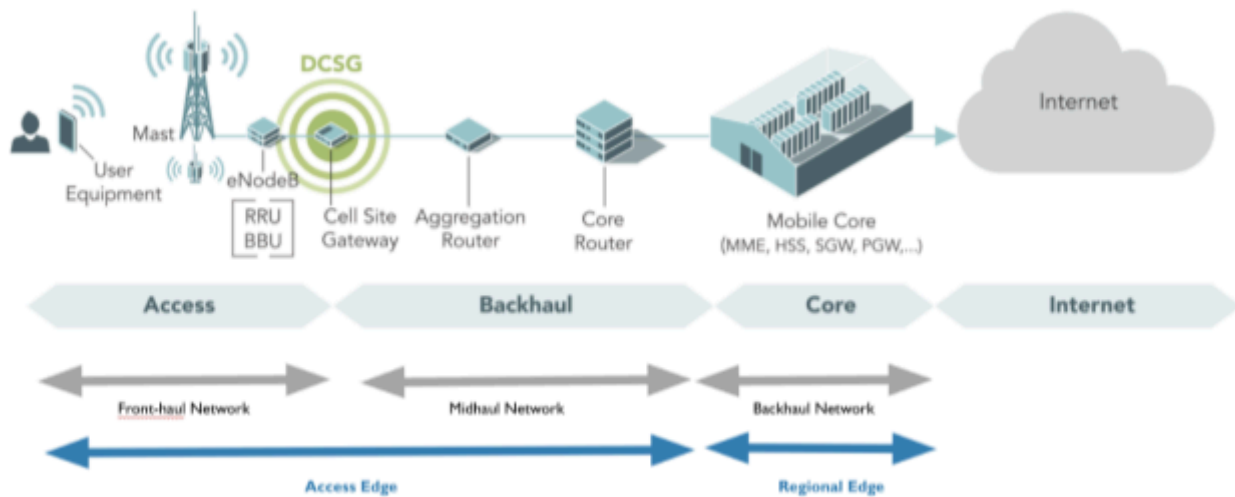 DCSG
Internet
Mast
User
Equipment
eNodeB
RRU
BBU
Cell Site
Gateway
Aggregation
Router
Core
Router
Mobile Core
(MME, HSS, SGW, PGW,...)
Access
Backhaul
Core
Internet
Front-haul Network
Midhaul Network
Backhaul Network
Access Edge
Regional Edge